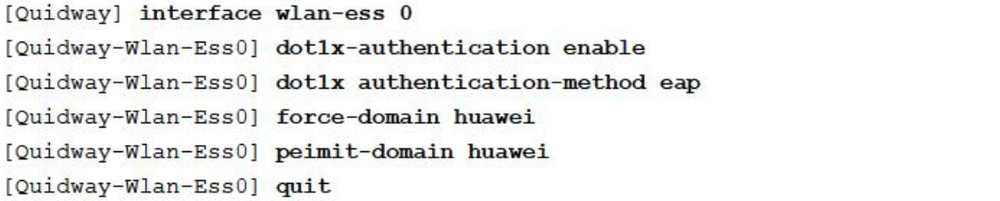 [Quidway] interface wlan-ess 0
[Quidway-Wlan-Ess0] dot1x-authentication enable
[Quidway-Wlan-Ess0] dot1x authentication-method eap
[Quidway-Wlan-Ess0] force-domain huawei
[Quidway-Wlan-Ess0] peimit-domain huawei
[Quidway-Wlan-Ess0] quit